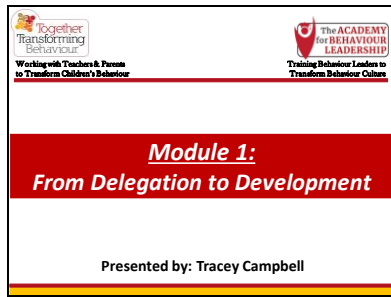 Together
Transforming
Behaviour
Working with Teachers & Parents
to Transform Children's Behaviour
The ACADEMY
for BEHAVIOUR
LEADERSHIP
Training Behaviour Leaders to
Transform Behaviour Culture
Module 1:
From Delegation to Development
Presented by: Tracey Campbell